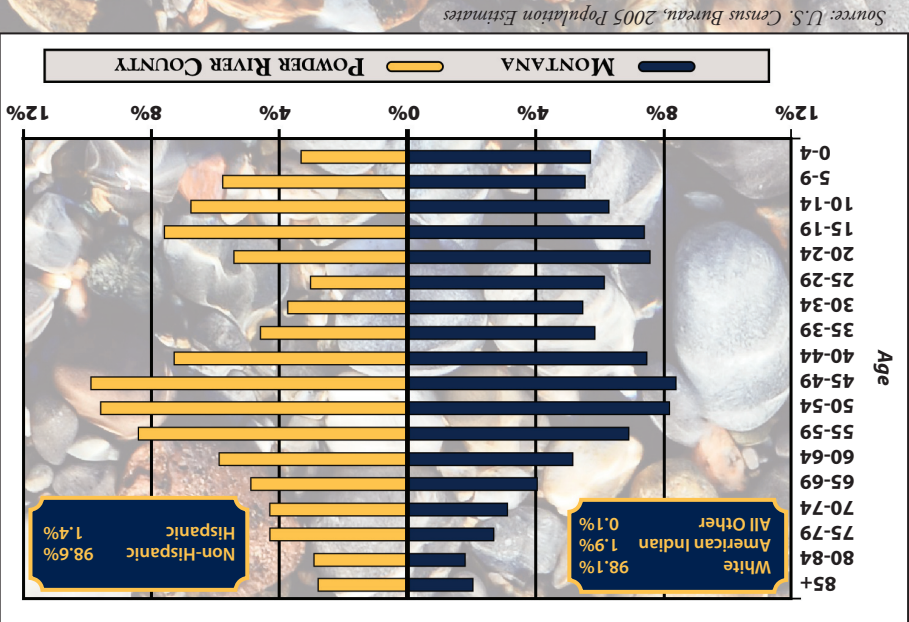 85+
80-84
75-79
70-74
65-69
60-64
55-59
50-54
45-49
40-44
35-39
30-34
25-29
20-24
15-19
10-14
5-9
0-4
Age
White 98.1%
American Indian 1.9%
All Other 0.1%
Non-Hispanic 98.6%
Hispanic 1.4%
12% 8% 4% 0% 4% 8% 12%
MONTANA POWDER RIVER COUNTY
Source: U.S. Census Bureau, 2005 Population Estimates